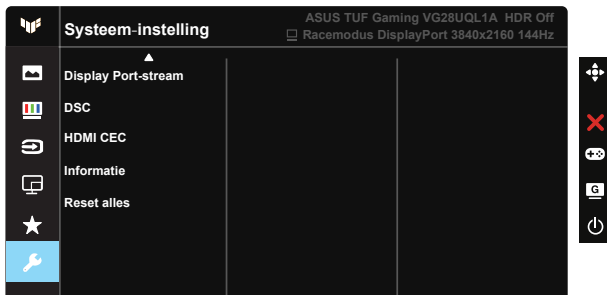 Systeem-instelling
ASUS TUF Gaming VG28UQL1A HDR Off
Racemodus DisplayPort 3840x2160 144Hz
Display Port-stream
DSC
HDMI CEC
Informatie
Reset alles
G